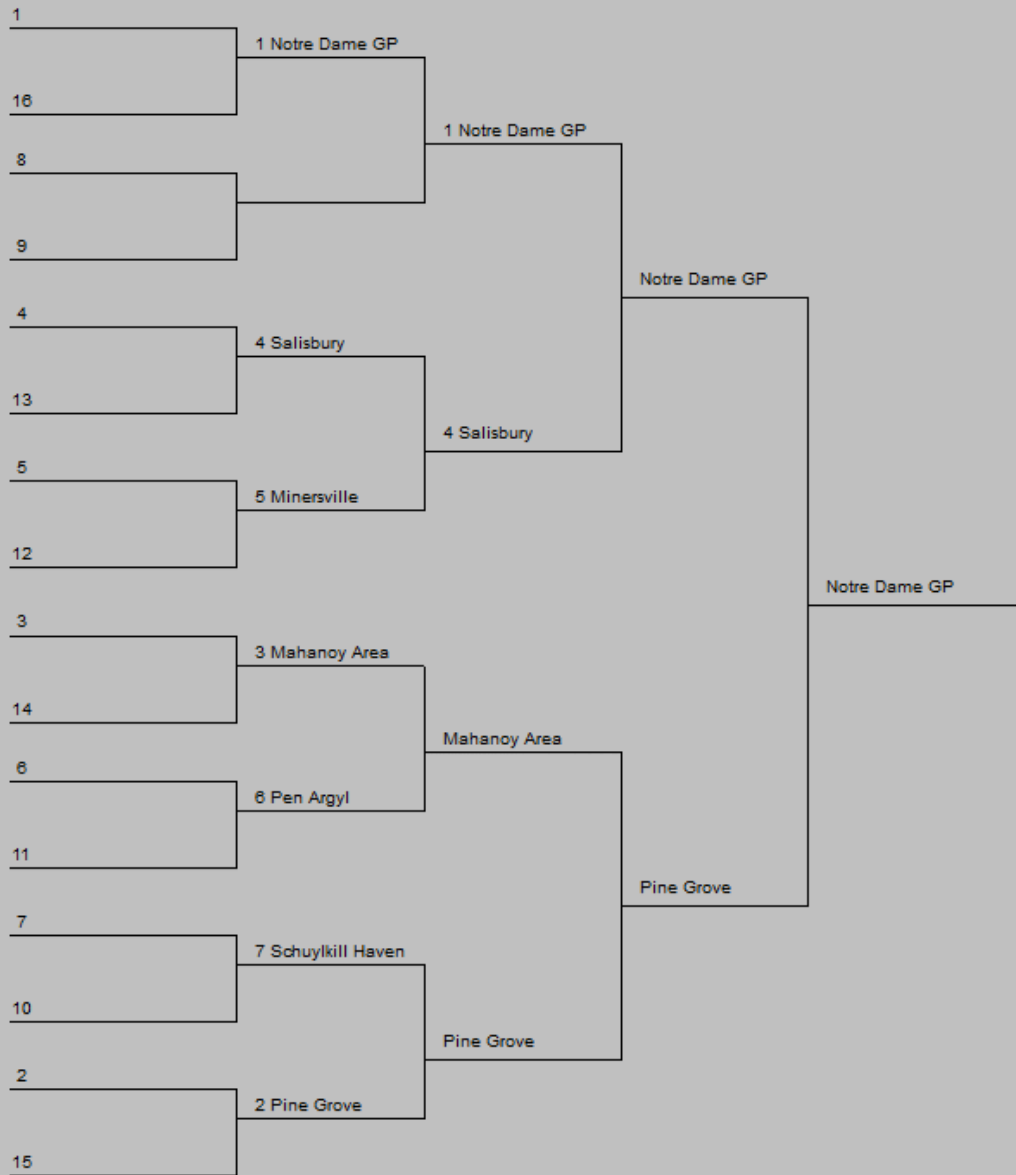 1
1 Notre Dame GP
16
1 Notre Dame GP
8
9
Notre Dame GP
4
4 Salisbury
13
4 Salisbury
5
5 Minersville
12
Notre Dame GP
3
3 Mahanoy Area
14
Mahanoy Area
6
6 Pen Argyl
11
Pine Grove
7
7 Schuylkill Haven
10
Pine Grove
2
2 Pine Grove
15